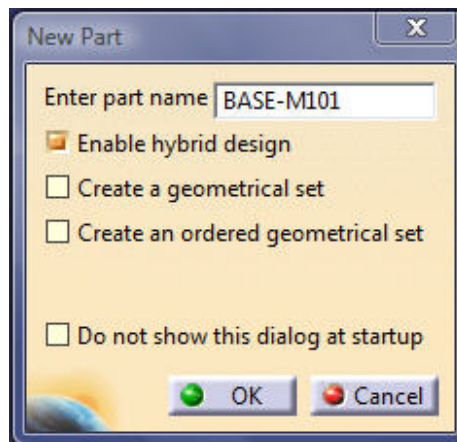 New Part
Enter part name BASE-M101
Enable hybrid design
Create a geometrical set
Create an ordered geometrical set
Do not show this dialog at startup
OK Cancel